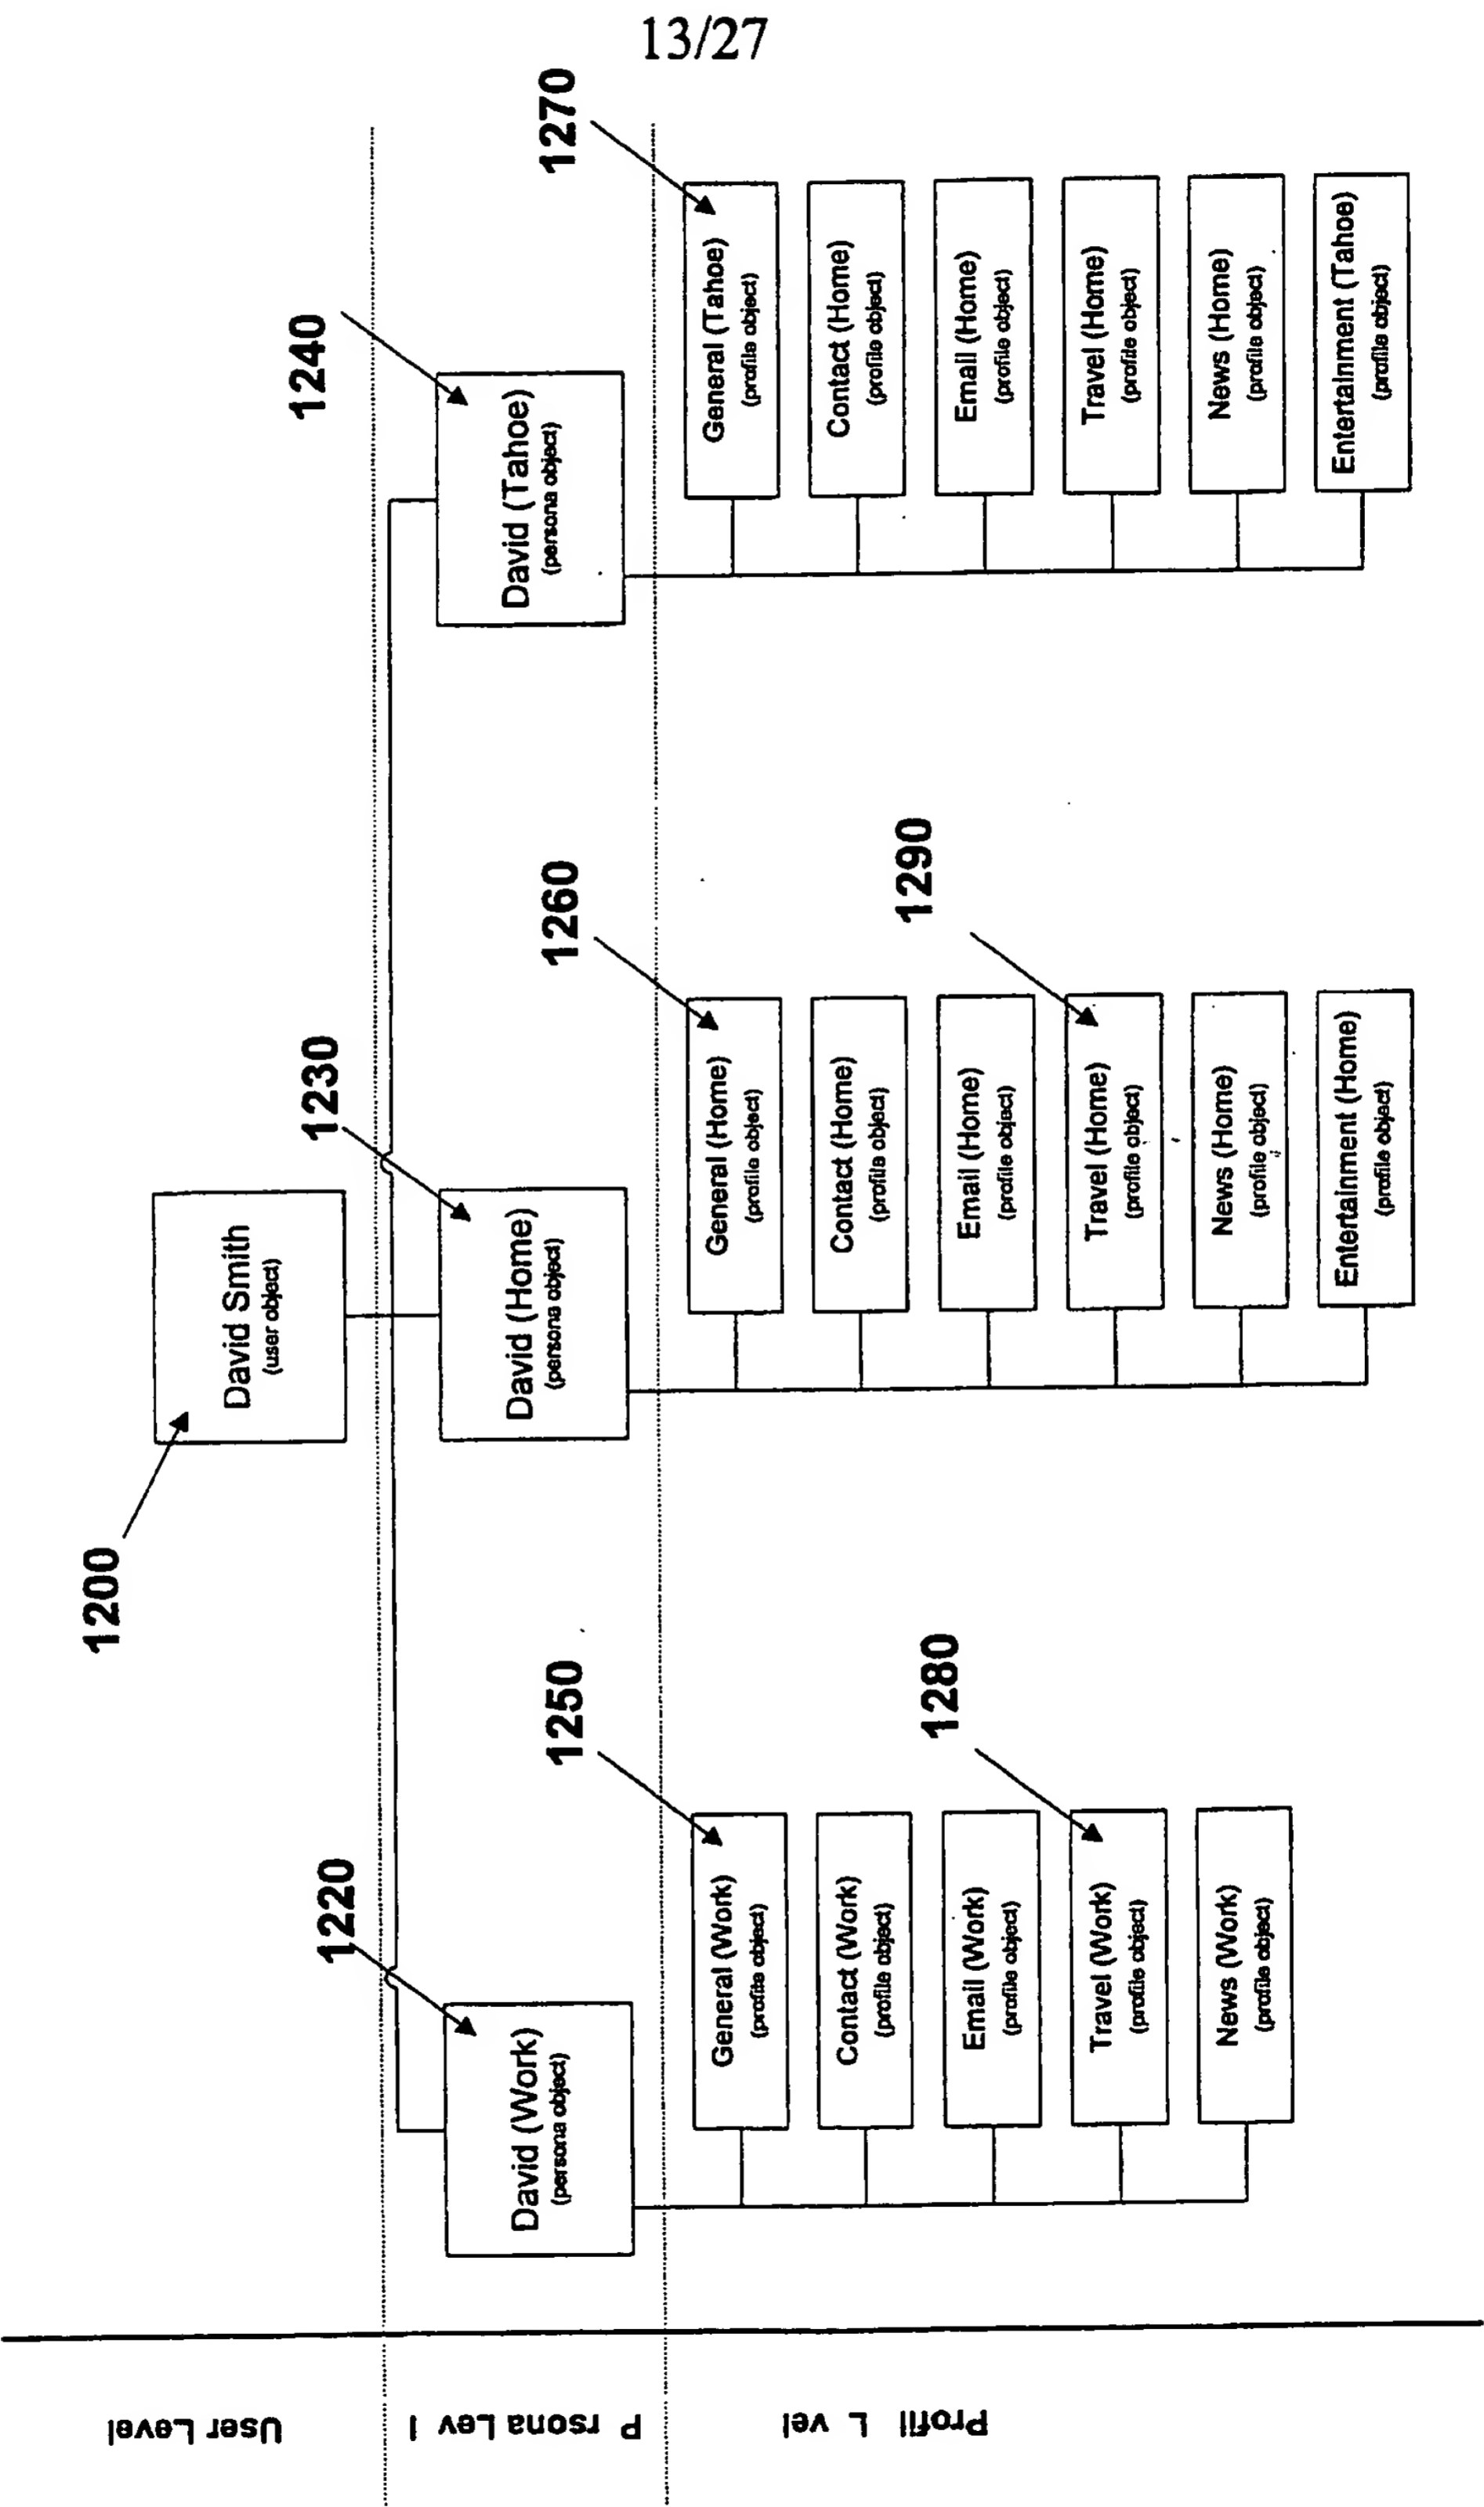 13/27
1200
David Smith
(user object)
User Level
1220
1230
1240
David (Work)
(persona object)
David (Home)
(persona object)
David (Tahoe)
(persona object)
P rsona Lev l
1250
1260
1270
General (Work)
(profile object)
Contact (Work)
(profile object)
Email (Work)
(profile object)
1280
Travel (Work)
(profile object)
News (Work)
(profile object)
General (Home)
(profile object)
Contact (Home)
(profile object)
Email (Home)
(profile object)
1290
Travel (Home)
(profile object)
News (Home)
(profile object)
Entertainment (Home)
(profile object)
General (Tahoe)
(profile object)
Contact (Home)
(profile object)
Email (Home)
(profile object)
Travel (Home)
(profile object)
News (Home)
(profile object)
Entertainment (Tahoe)
(profile object)
Profil L vel